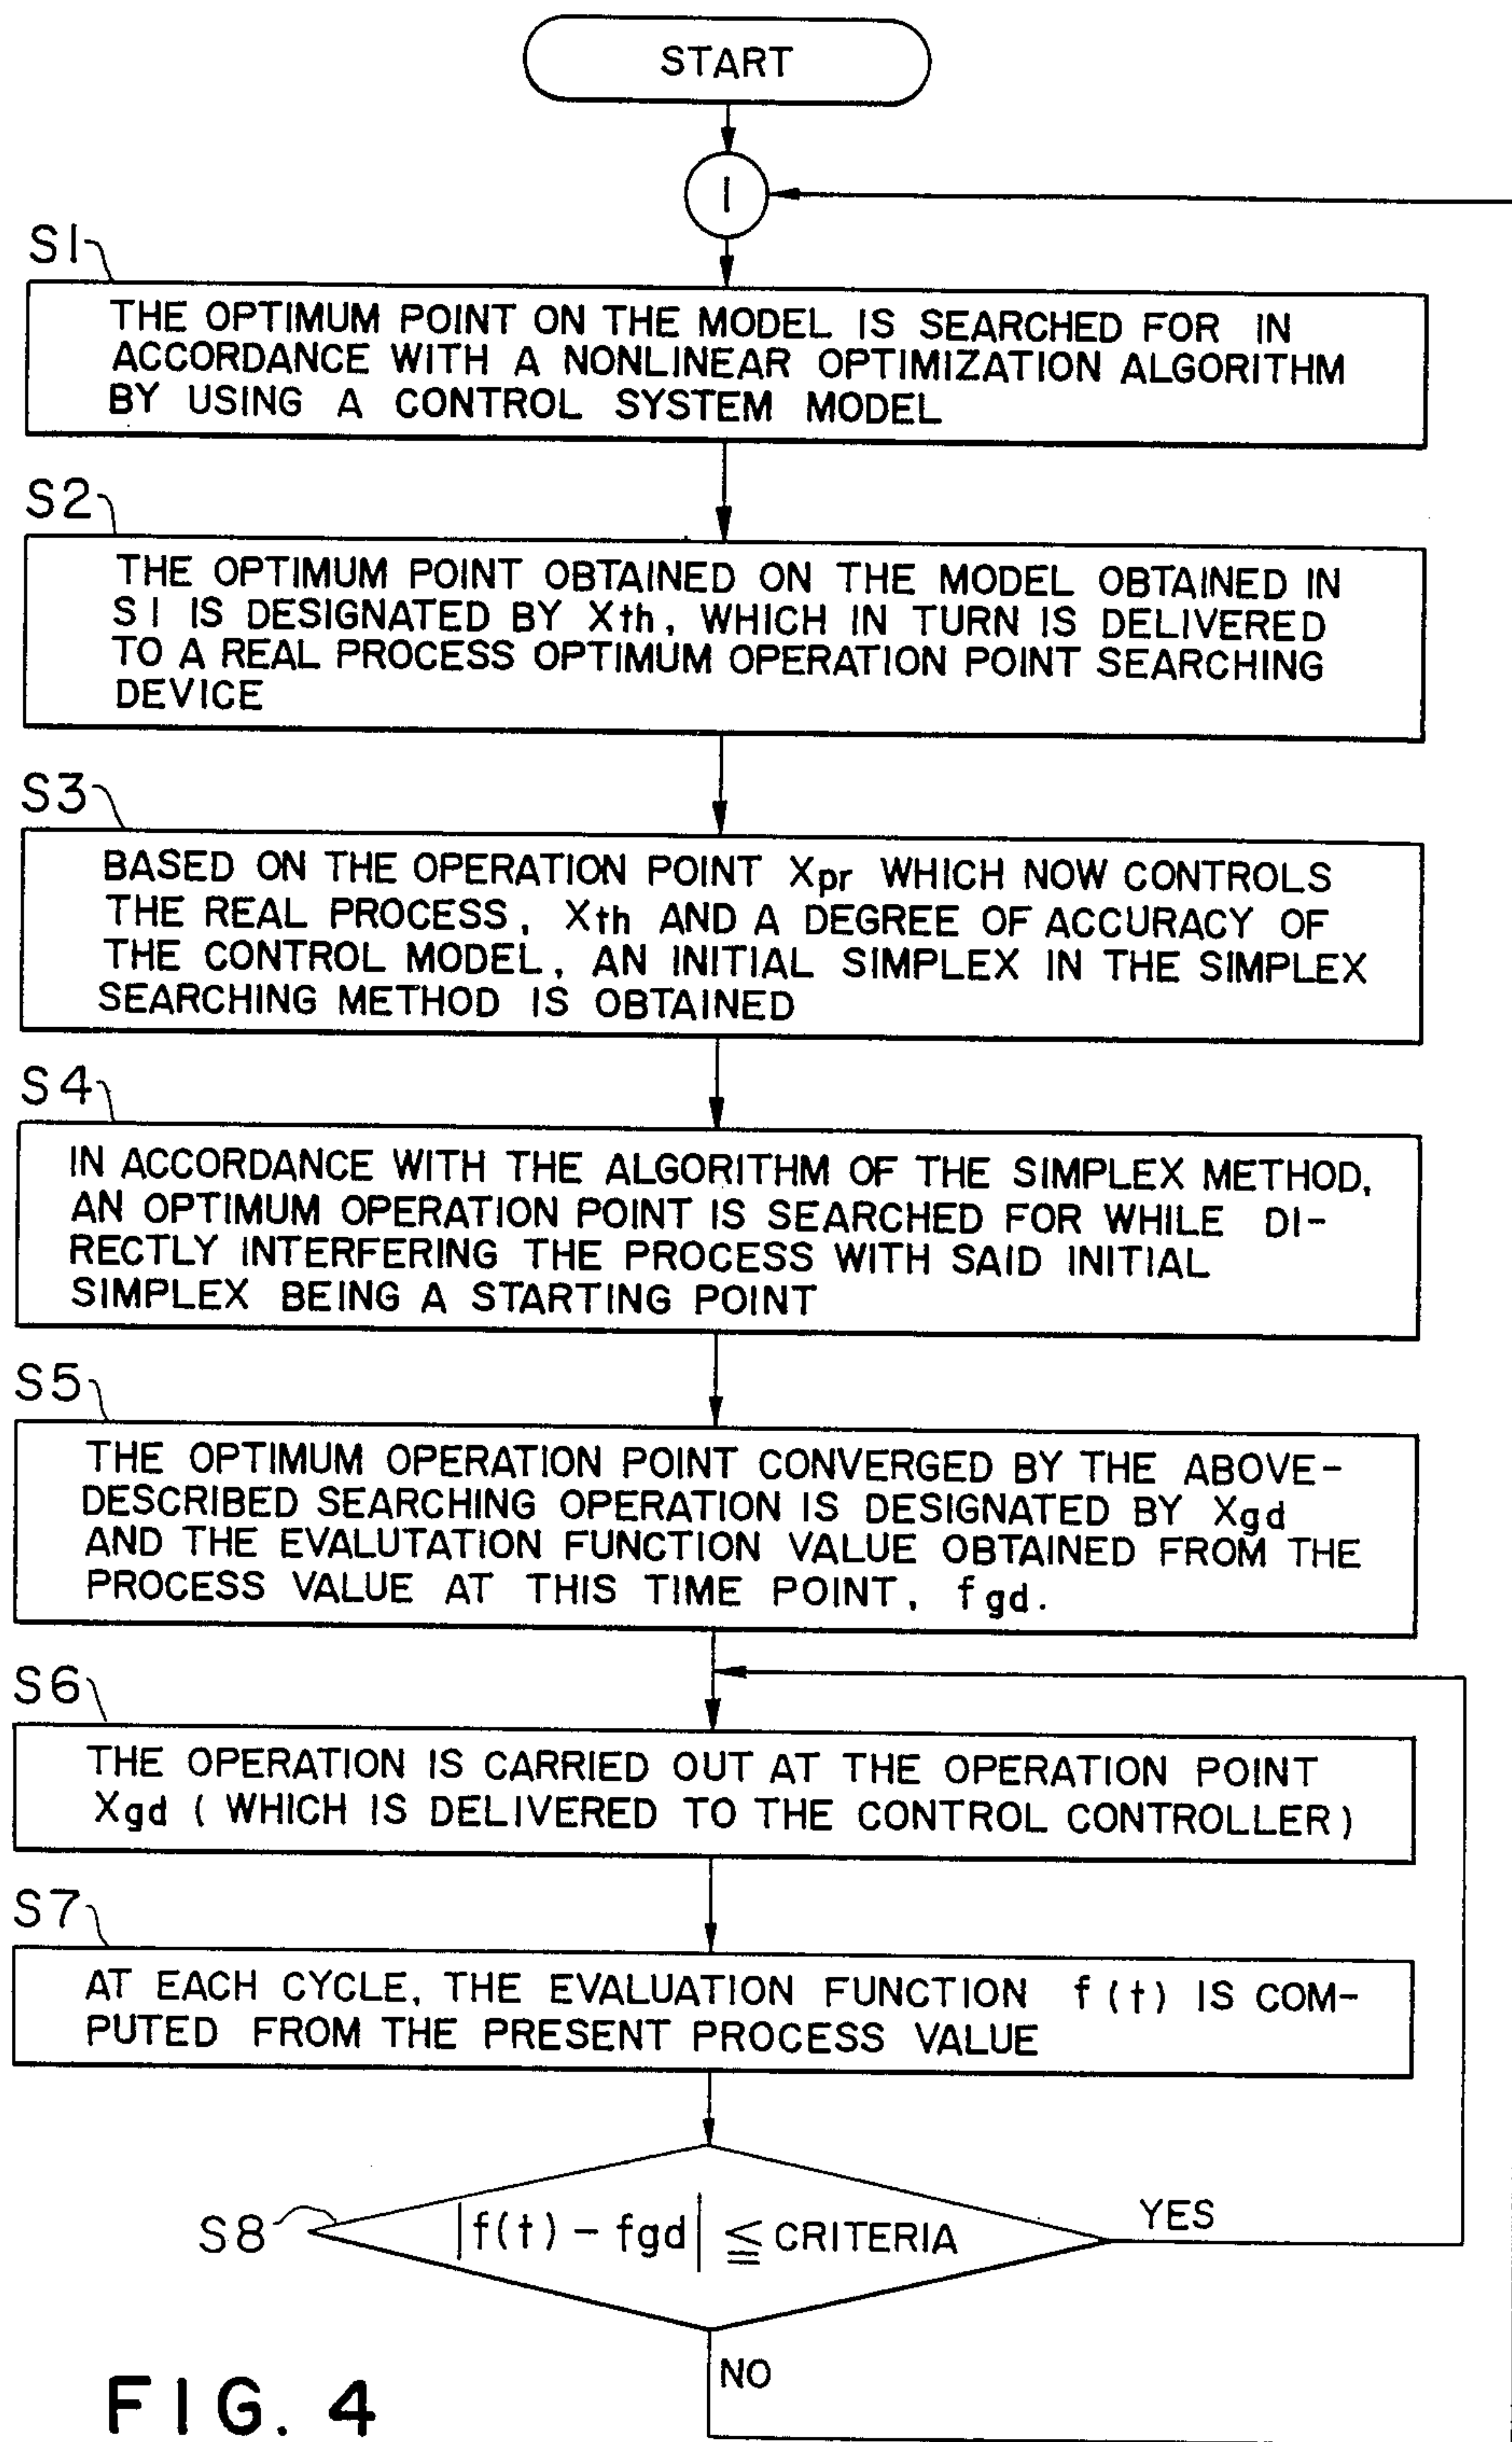 START
1
S1
THE OPTIMUM POINT ON THE MODEL IS SEARCHED FOR IN
ACCORDANCE WITH A NONLINEAR OPTIMIZATION ALGORITHM
BY USING A CONTROL SYSTEM MODEL
S2
THE OPTIMUM POINT OBTAINED ON THE MODEL OBTAINED IN
S1 IS DESIGNATED BY Xth, WHICH IN TURN IS DELIVERED
TO A REAL PROCESS OPTIMUM OPERATION POINT SEARCHING
DEVICE
S3
BASED ON THE OPERATION POINT Xpr WHICH NOW CONTROLS
THE REAL PROCESS, Xth AND A DEGREE OF ACCURACY OF
THE CONTROL MODEL, AN INITIAL SIMPLEX IN THE SIMPLEX
SEARCHING METHOD IS OBTAINED
S4
IN ACCORDANCE WITH THE ALGORITHM OF THE SIMPLEX METHOD,
AN OPTIMUM OPERATION POINT IS SEARCHED FOR WHILE DI-
RECTLY INTERFERING THE PROCESS WITH SAID INITIAL
SIMPLEX BEING A STARTING POINT
S5
THE OPTIMUM OPERATION POINT CONVERGED BY THE ABOVE-
DESCRIBED SEARCHING OPERATION IS DESIGNATED BY Xgd
AND THE EVALUTATION FUNCTION VALUE OBTAINED FROM THE
PROCESS VALUE AT THIS TIME POINT, fgd.
S6
THE OPERATION IS CARRIED OUT AT THE OPERATION POINT
Xgd (WHICH IS DELIVERED TO THE CONTROL CONTROLLER)
S7
AT EACH CYCLE, THE EVALUATION FUNCTION f(t) IS COM-
PUTED FROM THE PRESENT PROCESS VALUE
S8
|f(t) - fgd| ≦ CRITERIA
YES
NO
FIG. 4